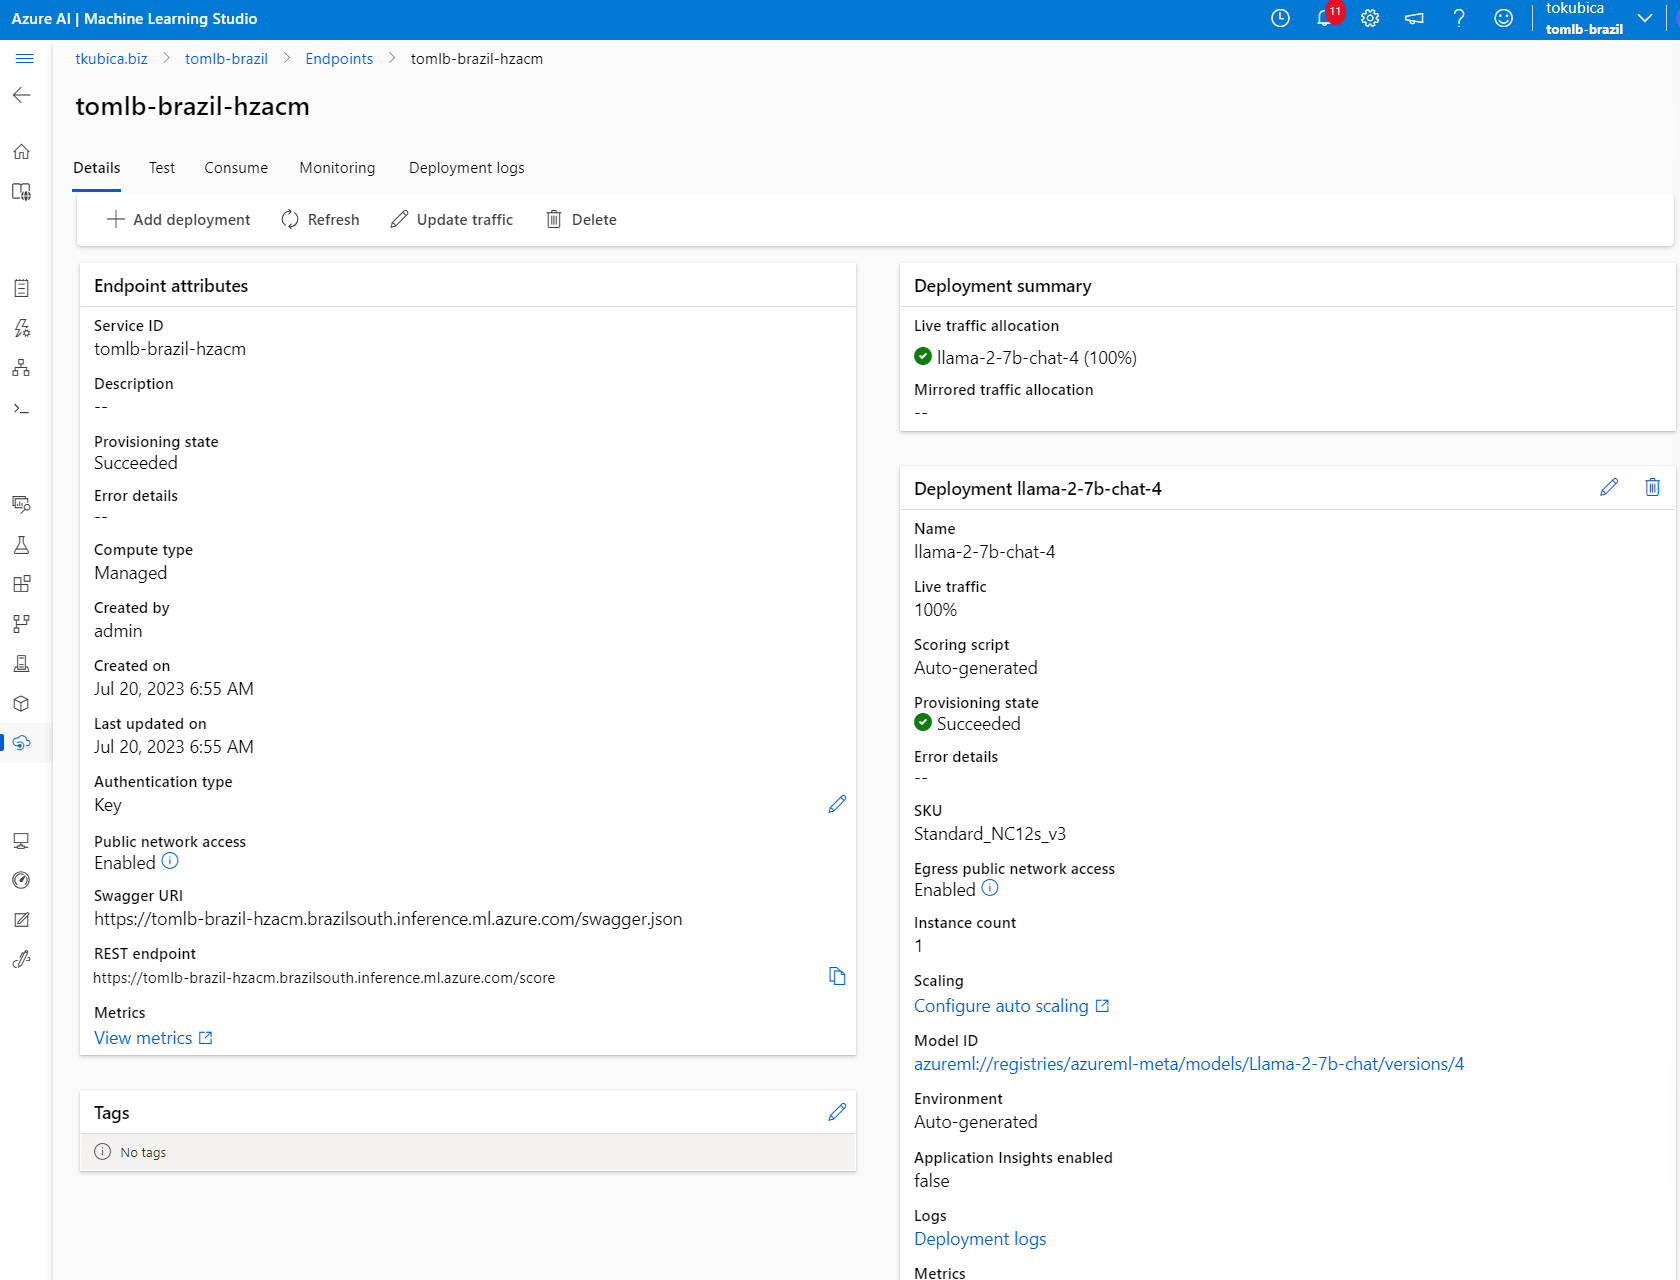 Azure AI | Machine Learning Studio
11
tokubica
tomlb-brazil
tkubica.biz > tomlb-brazil > Endpoints > tomlb-brazil-hzacm
tomlb-brazil-hzacm
Details Test Consume Monitoring Deployment logs
Add deployment Refresh Update traffic Delete
Endpoint attributes
Service ID
tomlb-brazil-hzacm
Description
--
Provisioning state
Succeeded
Error details
--
Compute type
Managed
Created by
admin
Created on
Jul 20, 2023 6:55 AM
Last updated on
Jul 20, 2023 6:55 AM
Authentication type
Key
Public network access
Enabled
Swagger URI
https://tomlb-brazil-hzacm.brazilsouth.inference.ml.azure.com/swagger.json
REST endpoint
https://tomlb-brazil-hzacm.brazilsouth.inference.ml.azure.com/score
Metrics
View metrics
Tags
No tags
Deployment summary
Live traffic allocation
llama-2-7b-chat-4 (100%)
Mirrored traffic allocation
--
Deployment llama-2-7b-chat-4
Name
llama-2-7b-chat-4
Live traffic
100%
Scoring script
Auto-generated
Provisioning state
Succeeded
Error details
--
SKU
Standard_NC12s_v3
Egress public network access
Enabled
Instance count
1
Scaling
Configure auto scaling
Model ID
azureml://registries/azureml-meta/models/Llama-2-7b-chat/versions/4
Environment
Auto-generated
Application Insights enabled
false
Logs
Deployment logs
Metrics